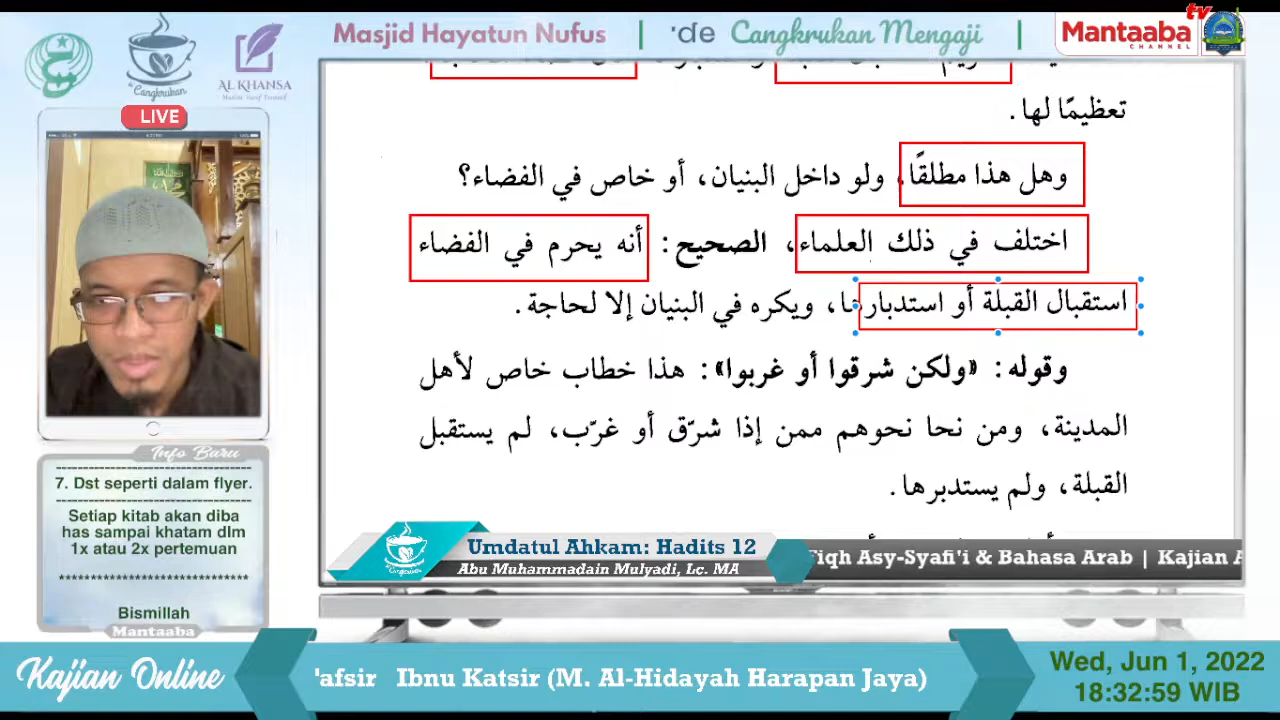 Masjid Hayatun Nufus | 'de Cangkrukan Mengaji |
Mantaaba tv
CHANNEL
Cangkrukan
AL KHANSA
LIVE
تعظيمًا لها .
وهل هذا مطلقًا، ولو داخل البنيان، أو خاص في الفضاء؟
اختلف في ذلك العلماء، الصحيح : أنه يحرم في الفضاء
استقبال القبلة أو استدبارها، ويكره في البنيان إلا لحاجة .
وقوله : «ولكن شرقوا أو غربوا» : هذا خطاب خاص لأهل
المدينة، ومن نحا نحوهم ممن إذا شرّق أو غرّب، لم يستقبل
القبلة، ولم يستدبرها .
Info Baru
7. Dst seperti dalam flyer.
Setiap kitab akan diba
has sampai khatam dlm
1x atau 2x pertemuan
******************************
Bismillah
Mantaaba
Umdatul Ahkam: Hadits 12
Abu Muhammadain Mulyadi, Lc. MA
Fiqh Asy-Syafi'i & Bahasa Arab | Kajian A
Kajian Online
'afsir Ibnu Katsir (M. Al-Hidayah Harapan Jaya)
Wed, Jun 1, 2022
18:32:59 WIB